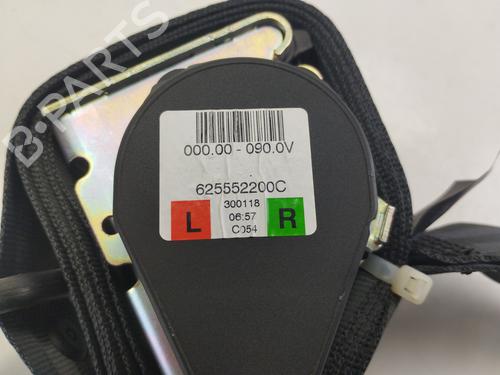 B-PARTS
000.00 - 090.0V
625552200C
300118
L
06:57
R
C054